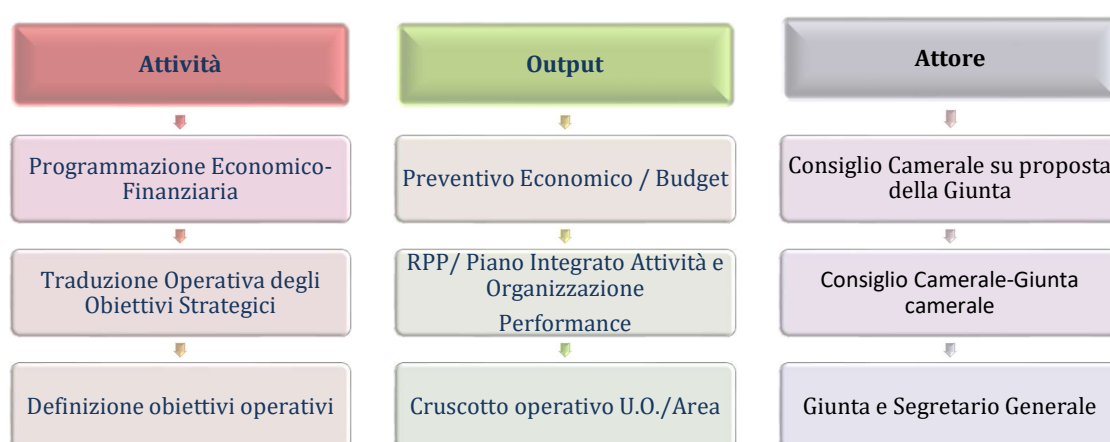 Attività
Output
Attore
Programmazione Economico-
Finanziaria
Preventivo Economico / Budget
Consiglio Camerale su proposta
della Giunta
Traduzione Operativa degli
Obiettivi Strategici
RPP/ Piano Integrato Attività e
Organizzazione
Performance
Consiglio Camerale-Giunta
camerale
Definizione obiettivi operativi
Cruscotto operativo U.O./Area
Giunta e Segretario Generale